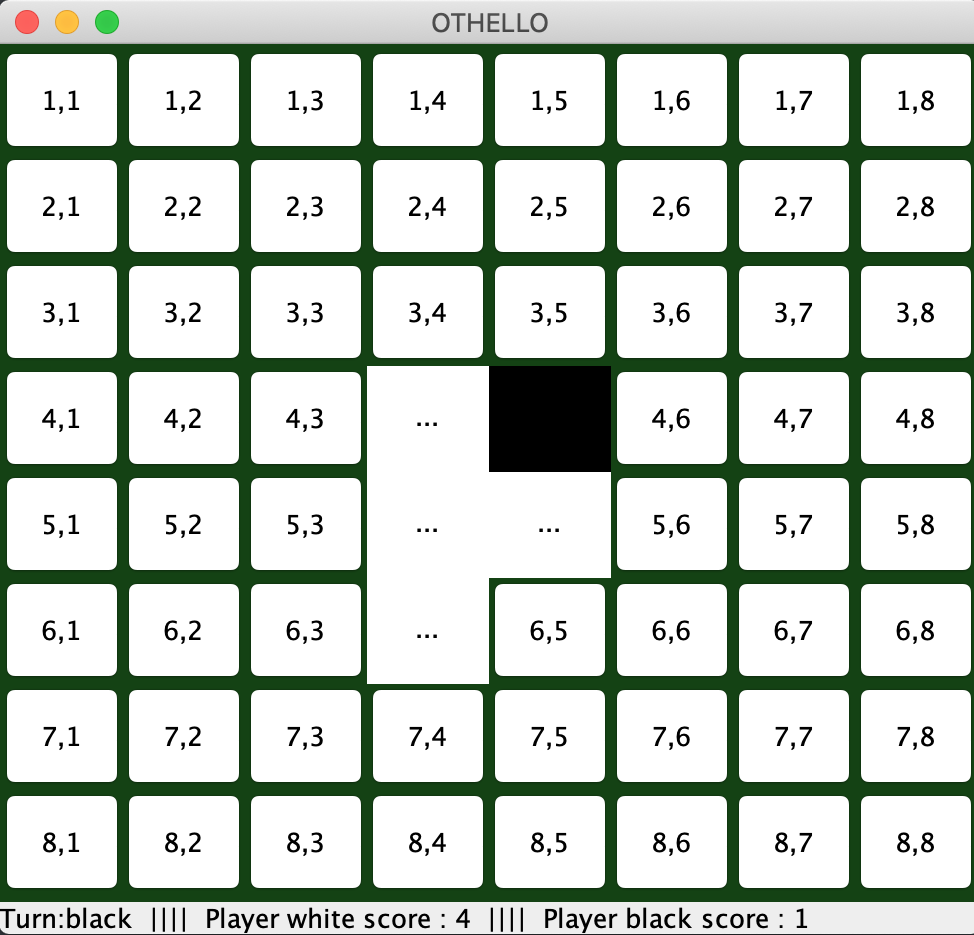 OTHELLO
1,1 1,2 1,3 1,4 1,5 1,6 1,7 1,8
2,1 2,2 2,3 2,4 2,5 2,6 2,7 2,8
3,1 3,2 3,3 3,4 3,5 3,6 3,7 3,8
4,1 4,2 4,3 ... 4,6 4,7 4,8
5,1 5,2 5,3 ... ... 5,6 5,7 5,8
6,1 6,2 6,3 ... 6,5 6,6 6,7 6,8
7,1 7,2 7,3 7,4 7,5 7,6 7,7 7,8
8,1 8,2 8,3 8,4 8,5 8,6 8,7 8,8
Turn:black |||| Player white score : 4 |||| Player black score : 1